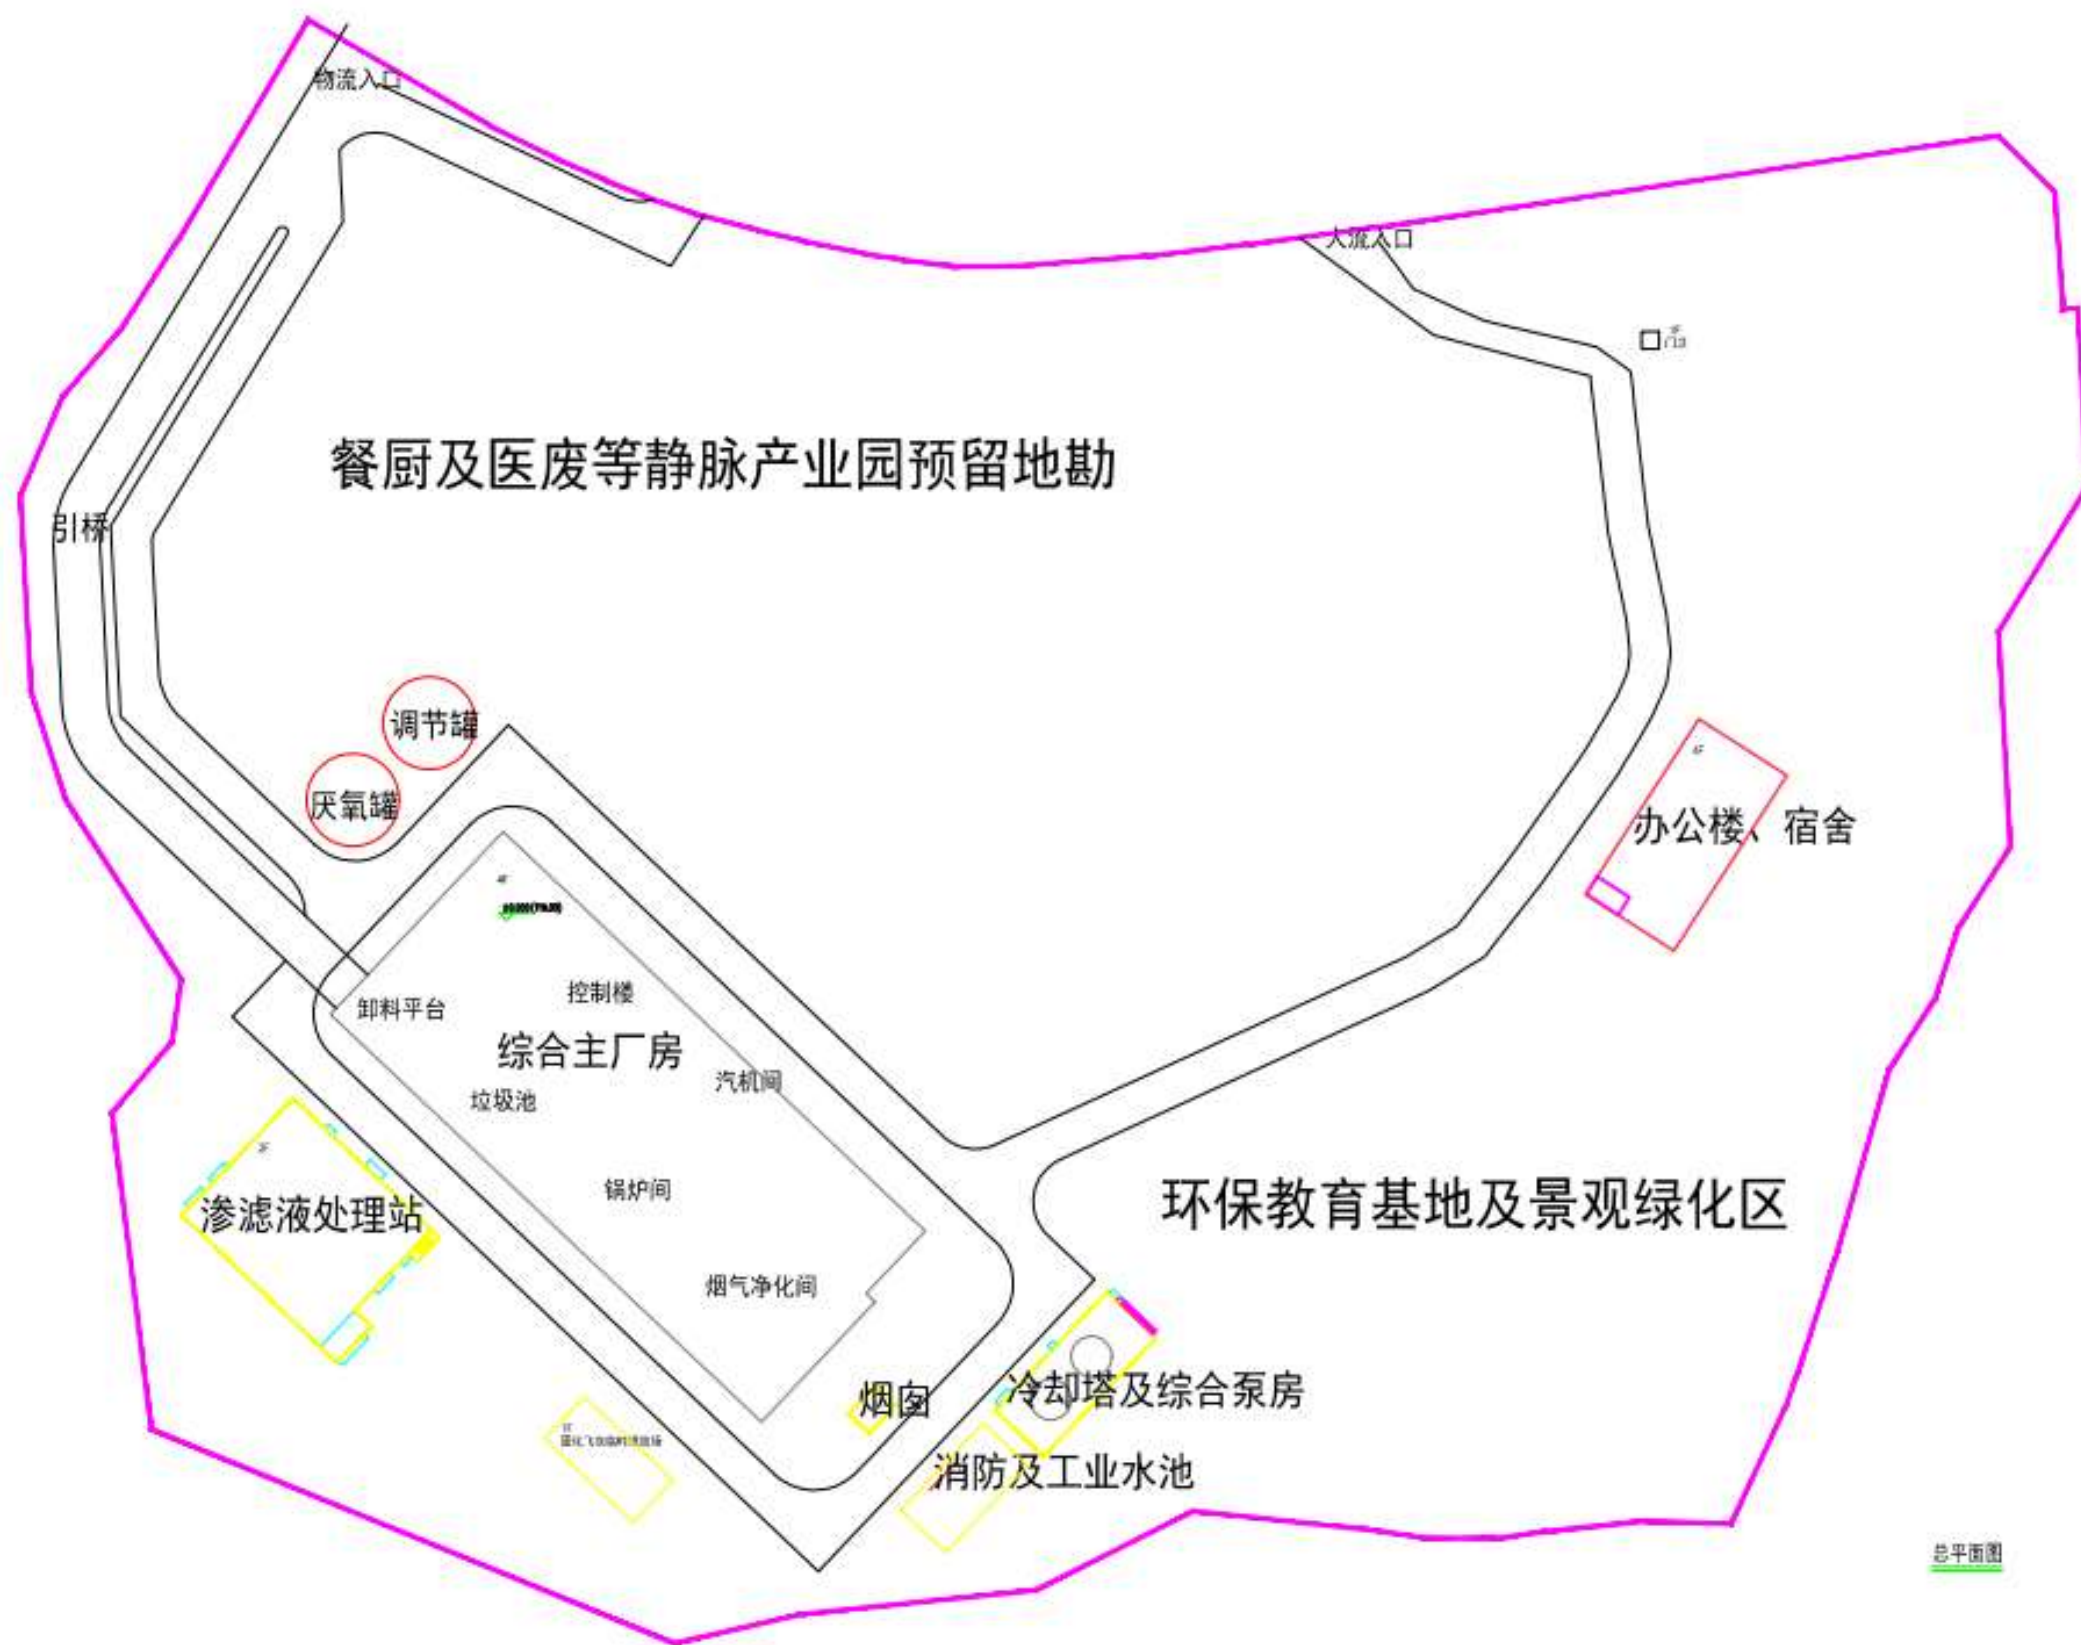 物流入口
人流入口
门卫
餐厨及医废等静脉产业园预留地勘
引桥
调节罐
厌氧罐
办公楼、宿舍
卸料平台
控制楼
综合主厂房
汽机间
垃圾池
锅炉间
渗滤液处理站
环保教育基地及景观绿化区
烟气净化间
烟囱
冷却塔及综合泵房
消防及工业水池
总平面图